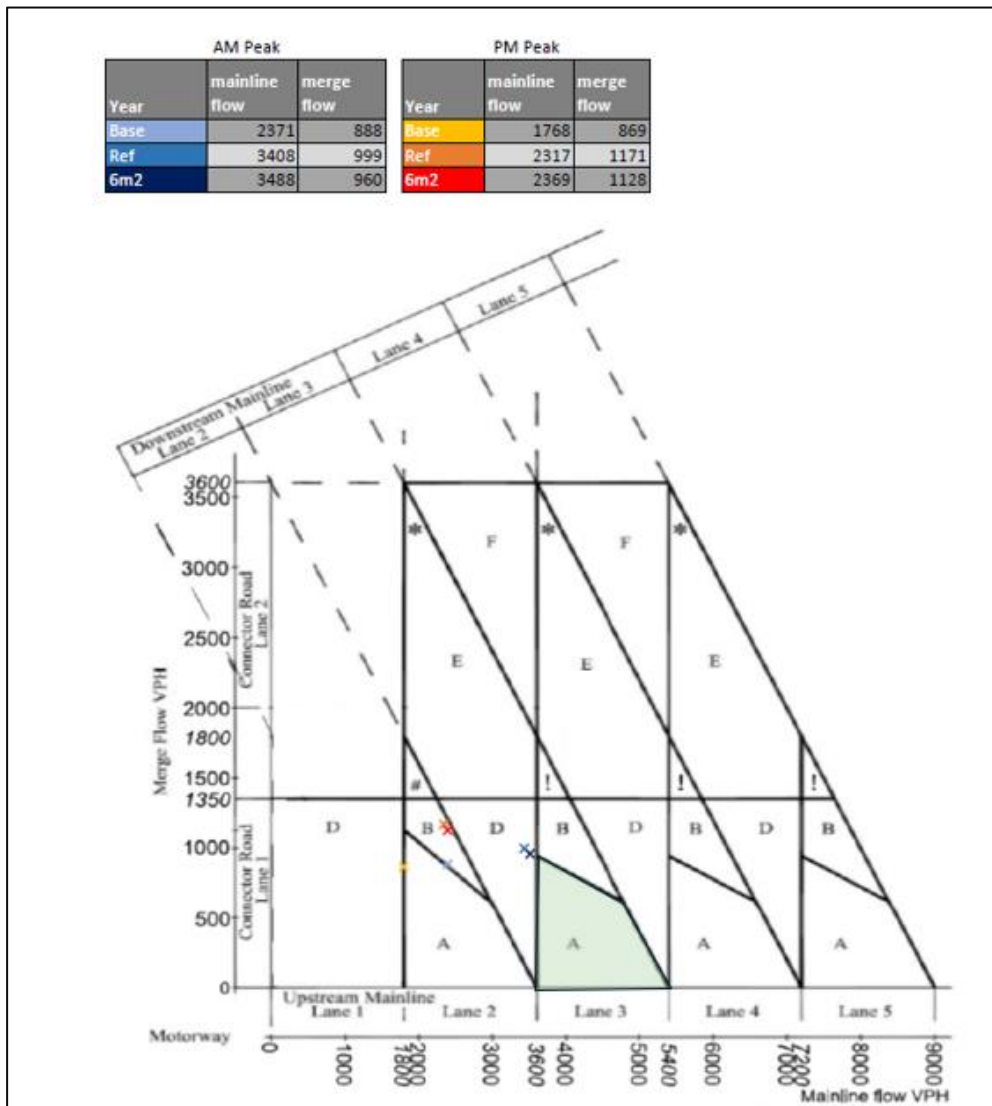 AM Peak PM Peak
Year mainline flow merge flow Year mainline flow merge flow
Base 2371 888 Base 1768 869
Ref 3408 999 Ref 2317 1171
6m2 3488 960 6m2 2369 1128
Lane 5
Lane 4
Downstream Mainline
Lane 2 Lane 3
!
3600
3500
* * *
F F
3000
Connector Road
Lane 2
2500
E E E
Merge Flow VPH
2000
1800
1500
# ! ! !
1350
D B D B D B D B
1000
Connector Road
Lane 1
500
A A A A
0
Upstream Mainline
Lane 1 Lane 2 Lane 3 Lane 4 Lane 5
Motorway
0 1000 1800 2000 3000 3600 4000 5000 5400 6000 7000 7200 8000 9000
Mainline flow VPH